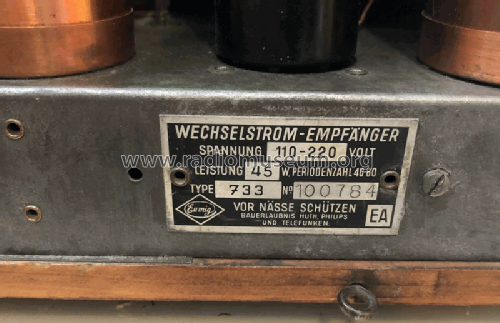 WECHSELSTROM-EMPFÄNGER
SPANNUNG 110-220 VOLT
www.radiomuseum.org
LEISTUNG 45 W. PERIODENZAHL 40-60
TYPE 733 No 100784
Eumig VOR NÄSSE SCHÜTZEN
BAUERLAUBNIS HUTH, PHILIPS
UND TELEFUNKEN. EA